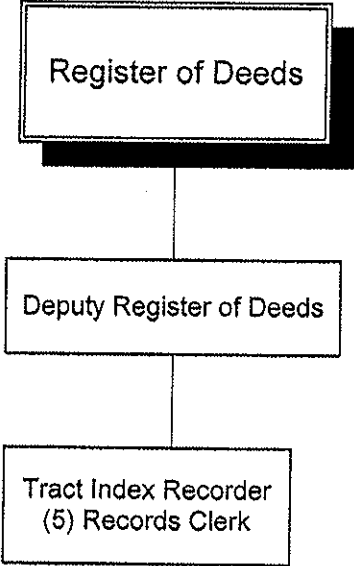 Register of Deeds
Deputy Register of Deeds
Tract Index Recorder
(5) Records Clerk